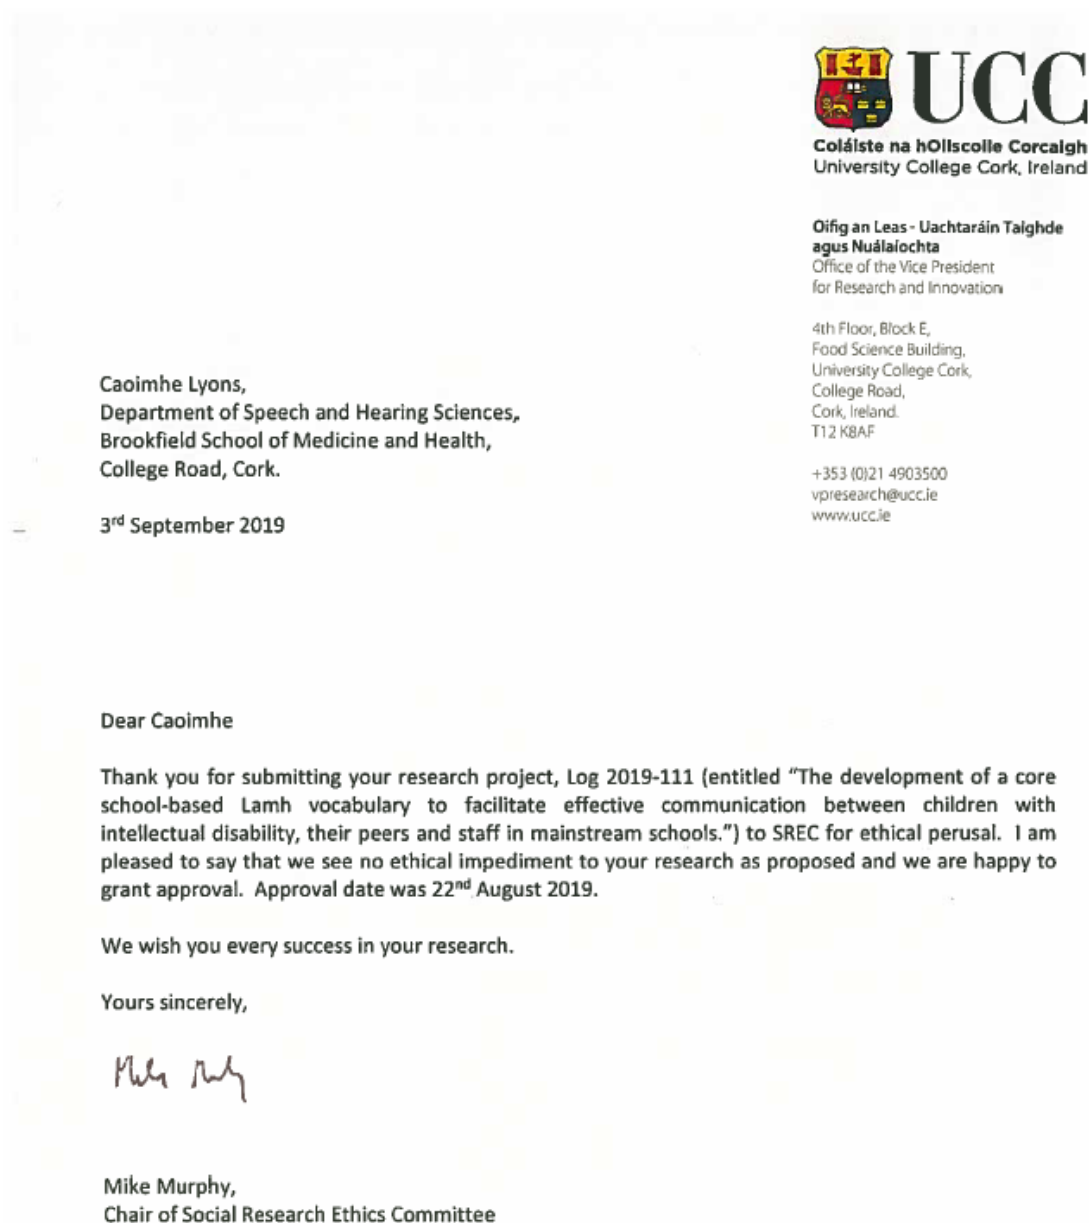 UCC
Coláiste na hOllscoile Corcaigh
University College Cork, Ireland
Oifig an Leas - Uachtaráin Taighde
agus Nuálaíochta
Office of the Vice President
for Research and Innovation
4th Floor, Block E,
Food Science Building,
University College Cork,
College Road,
Cork, Ireland.
T12 K8AF
+353 (0)21 4903500
vpresearch@ucc.ie
www.ucc.ie
Caoimhe Lyons,
Department of Speech and Hearing Sciences,
Brookfield School of Medicine and Health,
College Road, Cork.
3rd September 2019
Dear Caoimhe
Thank you for submitting your research project, Log 2019-111 (entitled “The development of a core
school-based Lamh vocabulary to facilitate effective communication between children with
intellectual disability, their peers and staff in mainstream schools.”) to SREC for ethical perusal. I am
pleased to say that we see no ethical impediment to your research as proposed and we are happy to
grant approval. Approval date was 22nd August 2019.
We wish you every success in your research.
Yours sincerely,
Mike Murphy,
Chair of Social Research Ethics Committee